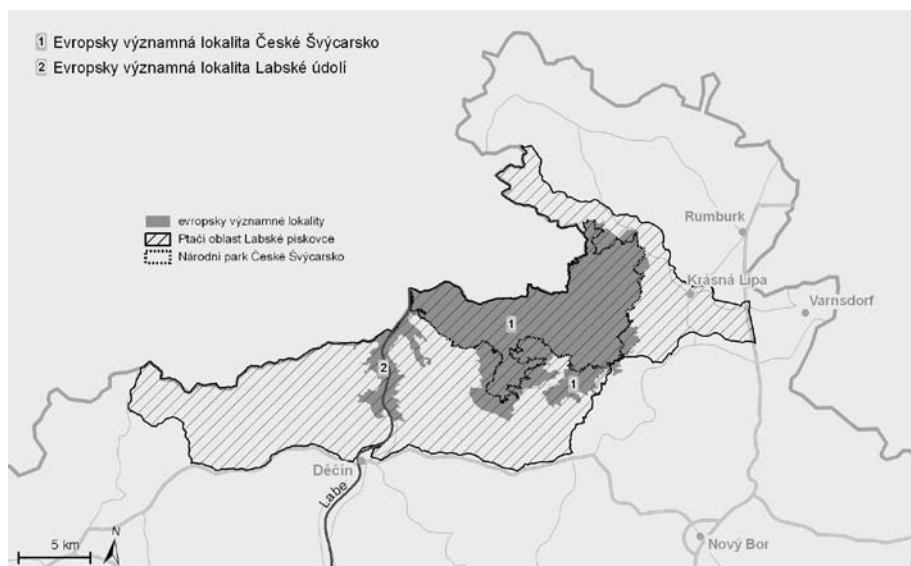 1 Evropsky významná lokalita České Švýcarsko
2 Evropsky významná lokalita Labské údolí
evropsky významné lokality
Ptačí oblast Labské pískovce
Národní park České Švýcarsko
Rumburk
Krásná Lípa
Varnsdorf
1
2
1
Děčín
Labe
N
5 km
Nový Bor